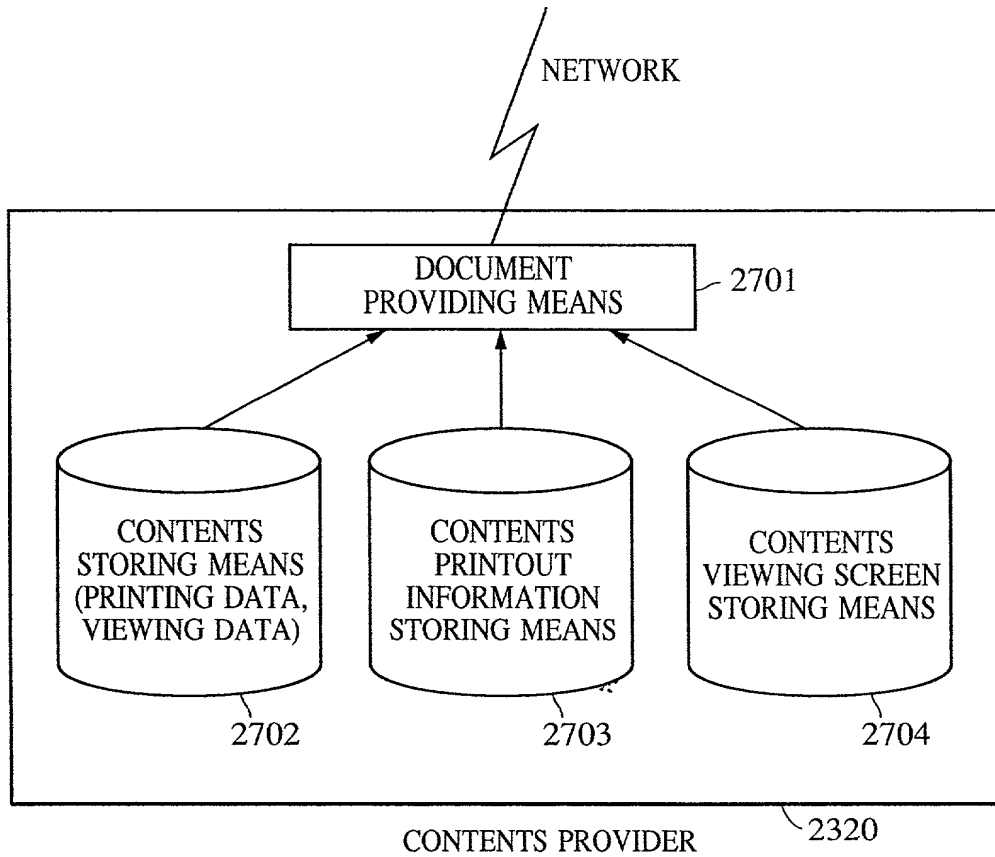 NETWORK
DOCUMENT
PROVIDING MEANS
2701
CONTENTS
STORING MEANS
(PRINTING DATA,
VIEWING DATA)
2702
CONTENTS
PRINTOUT
INFORMATION
STORING MEANS
2703
CONTENTS
VIEWING SCREEN
STORING MEANS
2704
2320
CONTENTS PROVIDER